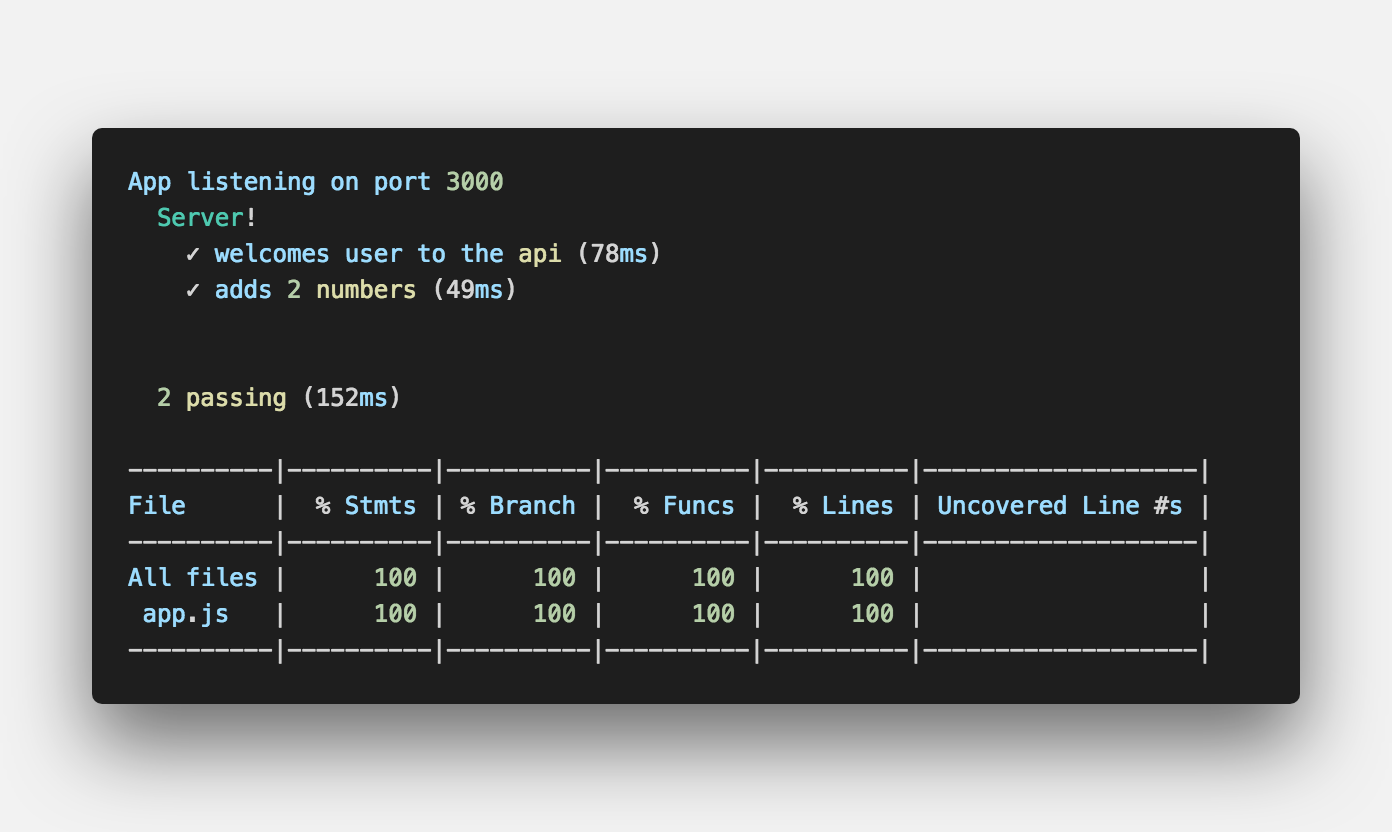 App listening on port 3000
  Server!
    ✓ welcomes user to the api (78ms)
    ✓ adds 2 numbers (49ms)
  2 passing (152ms)
----------|----------|----------|----------|----------|-------------------|
File      |  % Stmts | % Branch |  % Funcs |  % Lines | Uncovered Line #s |
----------|----------|----------|----------|----------|-------------------|
All files |      100 |      100 |      100 |      100 |                   |
 app.js   |      100 |      100 |      100 |      100 |                   |
----------|----------|----------|----------|----------|-------------------|